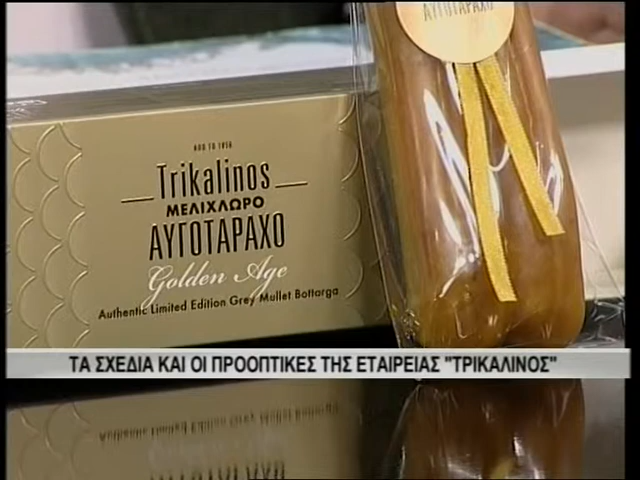 ΑΥΓΟΤΑΡΑΧΟ
Trikalinos
ΜΕΛΙΧΛΩΡΟ
ΑΥΓΟΤΑΡΑΧΟ
Golden Age
Authentic Limited Edition Grey Mullet Bottarga
ΤΑ ΣΧΕΔΙΑ ΚΑΙ ΟΙ ΠΡΟΟΠΤΙΚΕΣ ΤΗΣ ΕΤΑΙΡΕΙΑΣ "ΤΡΙΚΑΛΙΝΟΣ"